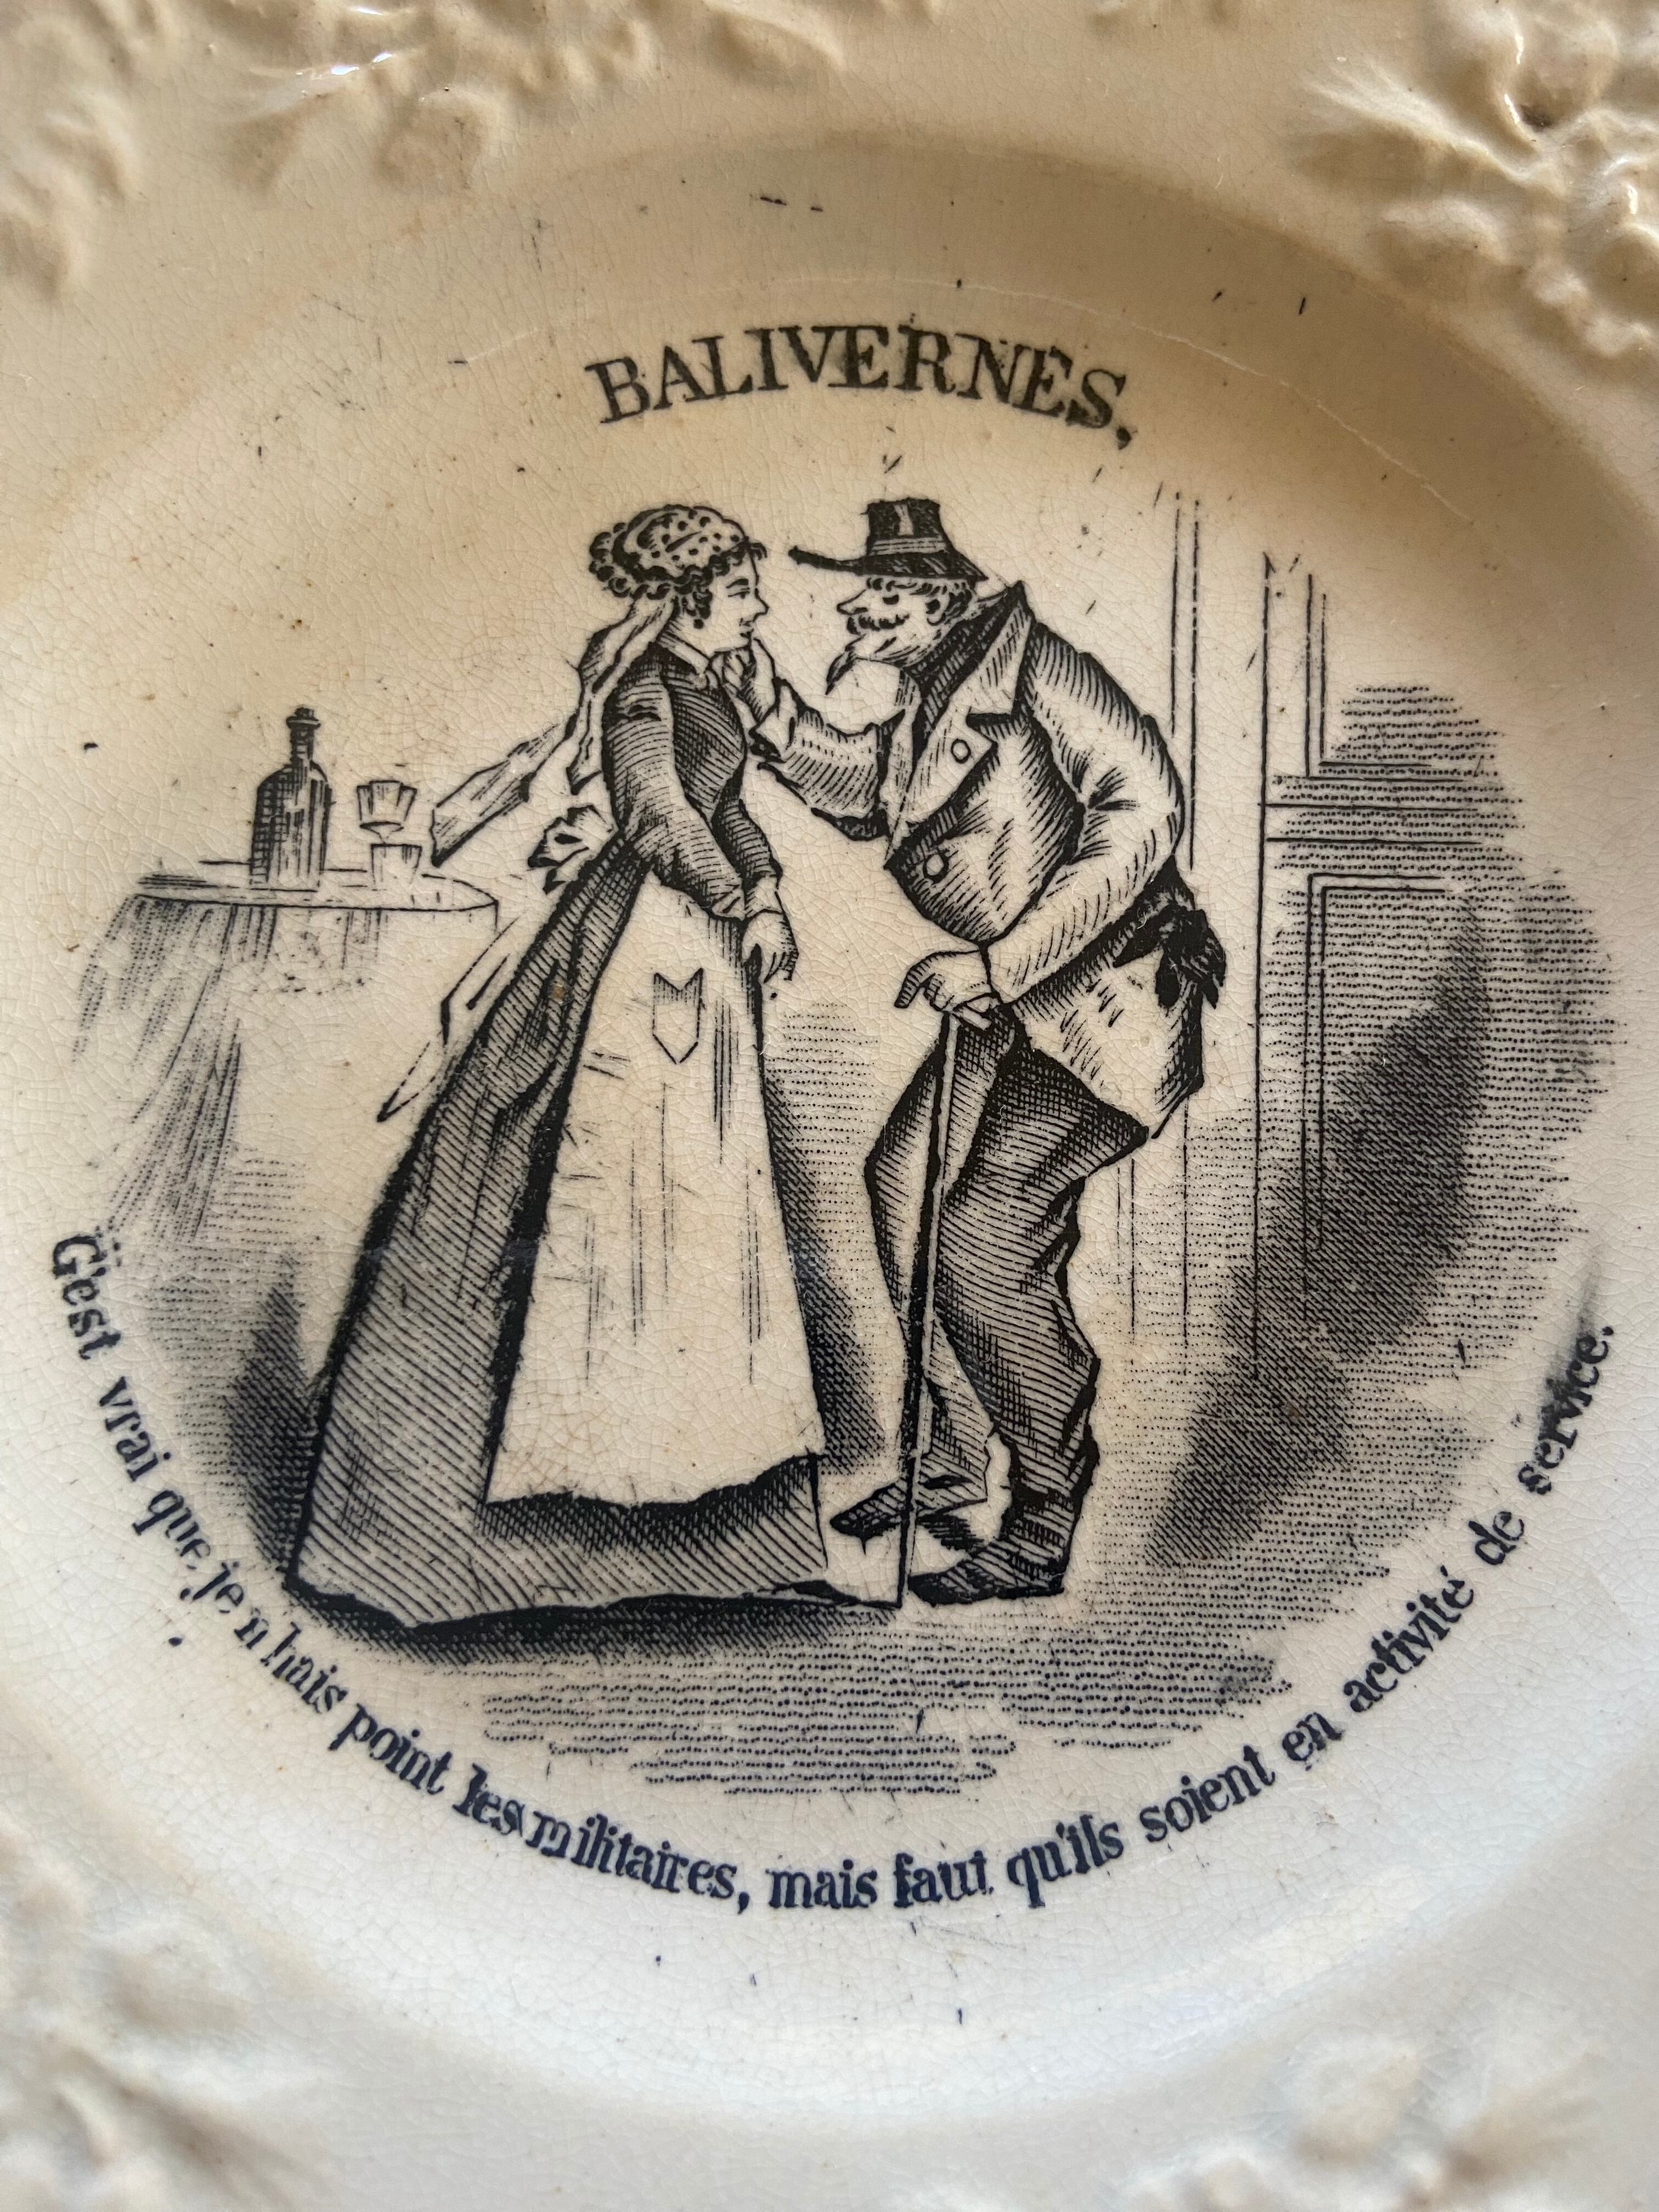 BALIVERNES,
C'est vrai que je n'hais point les militaires, mais faut qu'ils soient en activité de service.